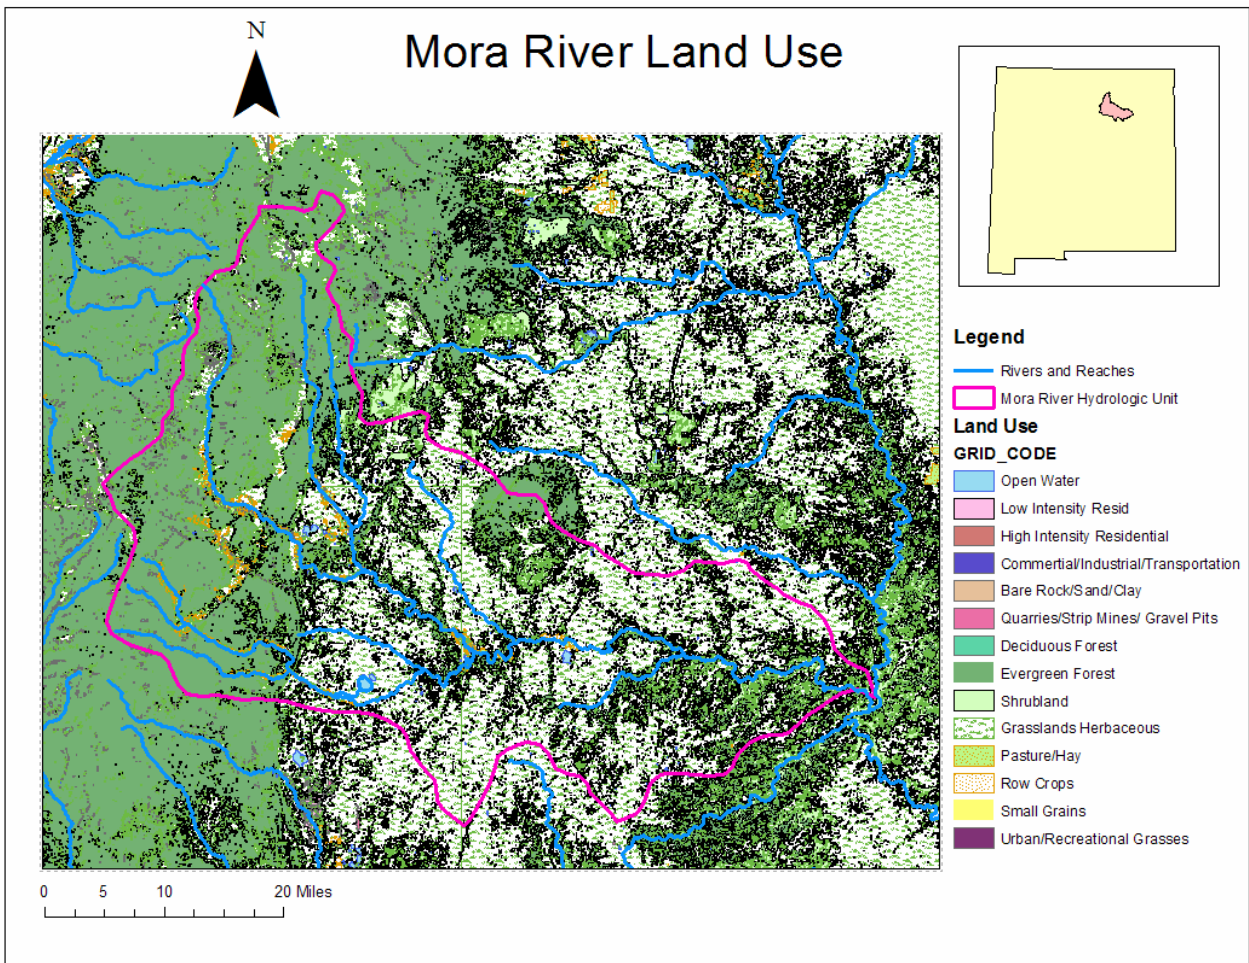 N
Mora River Land Use
Legend
Rivers and Reaches
Mora River Hydrologic Unit
Land Use
GRID_CODE
Open Water
Low Intensity Resid
High Intensity Residential
Commertial/Industrial/Transportation
Bare Rock/Sand/Clay
Quarries/Strip Mines/ Gravel Pits
Deciduous Forest
Evergreen Forest
Shrubland
Grasslands Herbaceous
Pasture/Hay
Row Crops
Small Grains
Urban/Recreational Grasses
0 5 10 20 Miles